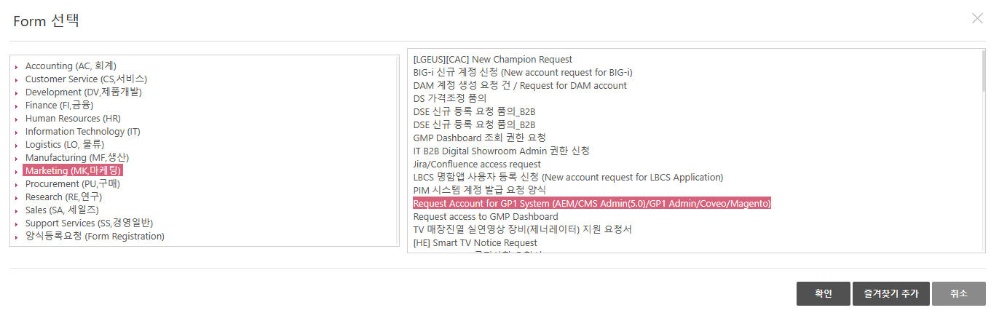 Form 선택
Accounting (AC, 회계)
Customer Service (CS,서비스)
Development (DV,제품개발)
Finance (FI,금융)
Human Resources (HR)
Information Technology (IT)
Logistics (LO, 물류)
Manufacturing (MF,생산)
Marketing (MK,마케팅)
Procurement (PU,구매)
Research (RE,연구)
Sales (SA, 세일즈)
Support Services (SS,경영일반)
양식등록요청 (Form Registration)
[LGEUS][CAC] New Champion Request
BIG-i 신규 계정 신청 (New account request for BIG-i)
DAM 계정 생성 요청 건 / Request for DAM account
DS 가격조정 품의
DSE 신규 등록 요청 품의_B2B
DSE 신규 등록 요청 품의_B2B
GMP Dashboard 조회 권한 요청
IT B2B Digital Showroom Admin 권한 신청
Jira/Confluence access request
LBCS 명함앱 사용자 등록 신청 (New account request for LBCS Application)
PIM 시스템 계정 발급 요청 양식
Request Account for GP1 System (AEM/CMS Admin(5.0)/GP1 Admin/Coveo/Magento)
Request access to GMP Dashboard
TV 매장진열 실연영상 장비(제너레이터) 지원 요청서
[HE] Smart TV Notice Request
확인
즐겨찾기 추가
취소